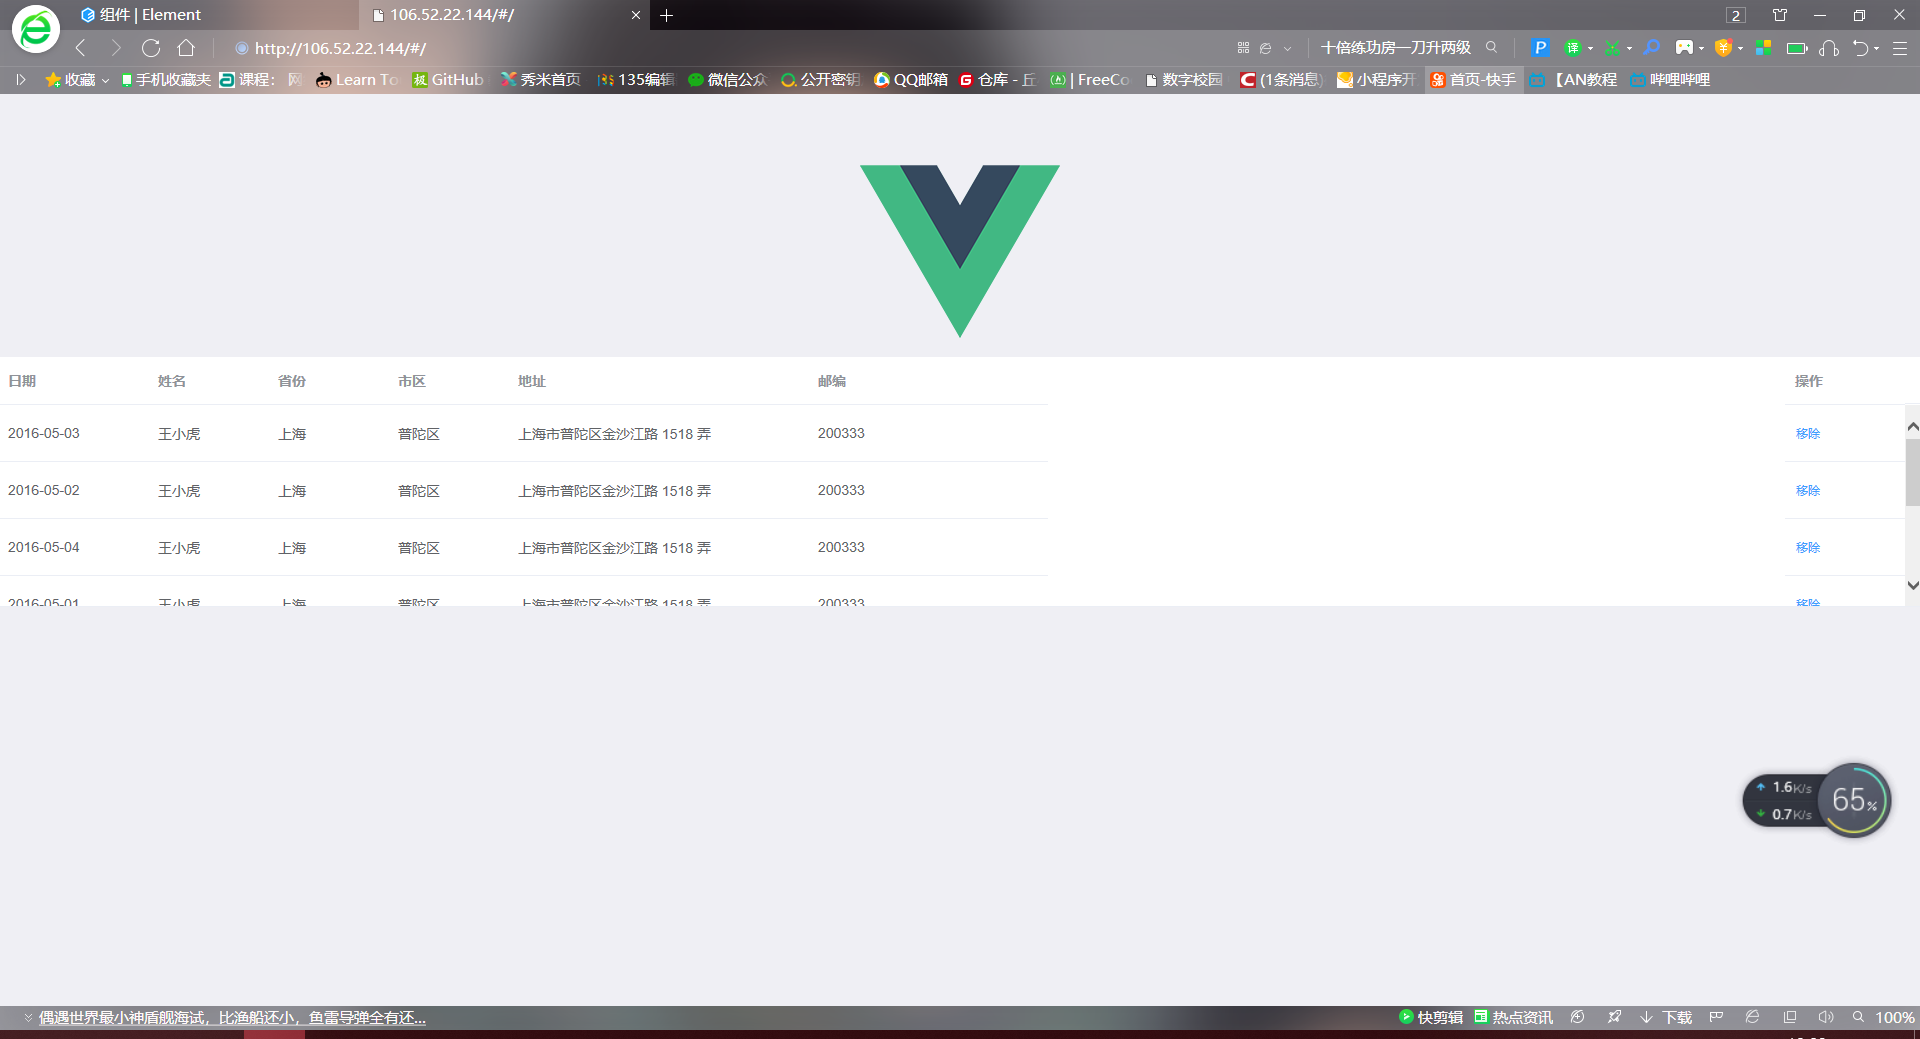 组件 | Element
106.52.22.144/#/
2
http://106.52.22.144/#/
十倍练功房一刀升两级
收藏 手机收藏夹 课程： 网 Learn To 极 GitHub 秀米首页 135编辑 微信公众 公开密钥 QQ邮箱 仓库 - 丘 | FreeCo 数字校园 (1条消息) 小程序开 首页-快手 【AN教程 哔哩哔哩
日期 姓名 省份 市区 地址 邮编 操作
2016-05-03 王小虎 上海 普陀区 上海市普陀区金沙江路 1518 弄 200333 移除
2016-05-02 王小虎 上海 普陀区 上海市普陀区金沙江路 1518 弄 200333 移除
2016-05-04 王小虎 上海 普陀区 上海市普陀区金沙江路 1518 弄 200333 移除
2016-05-01 王小虎 上海 普陀区 上海市普陀区金沙江路 1518 弄 200333 移除
1.6K/s
0.7K/s
65%
偶遇世界最小神盾舰海试，比渔船还小，鱼雷导弹全有还...
快剪辑 热点资讯 下载 100%